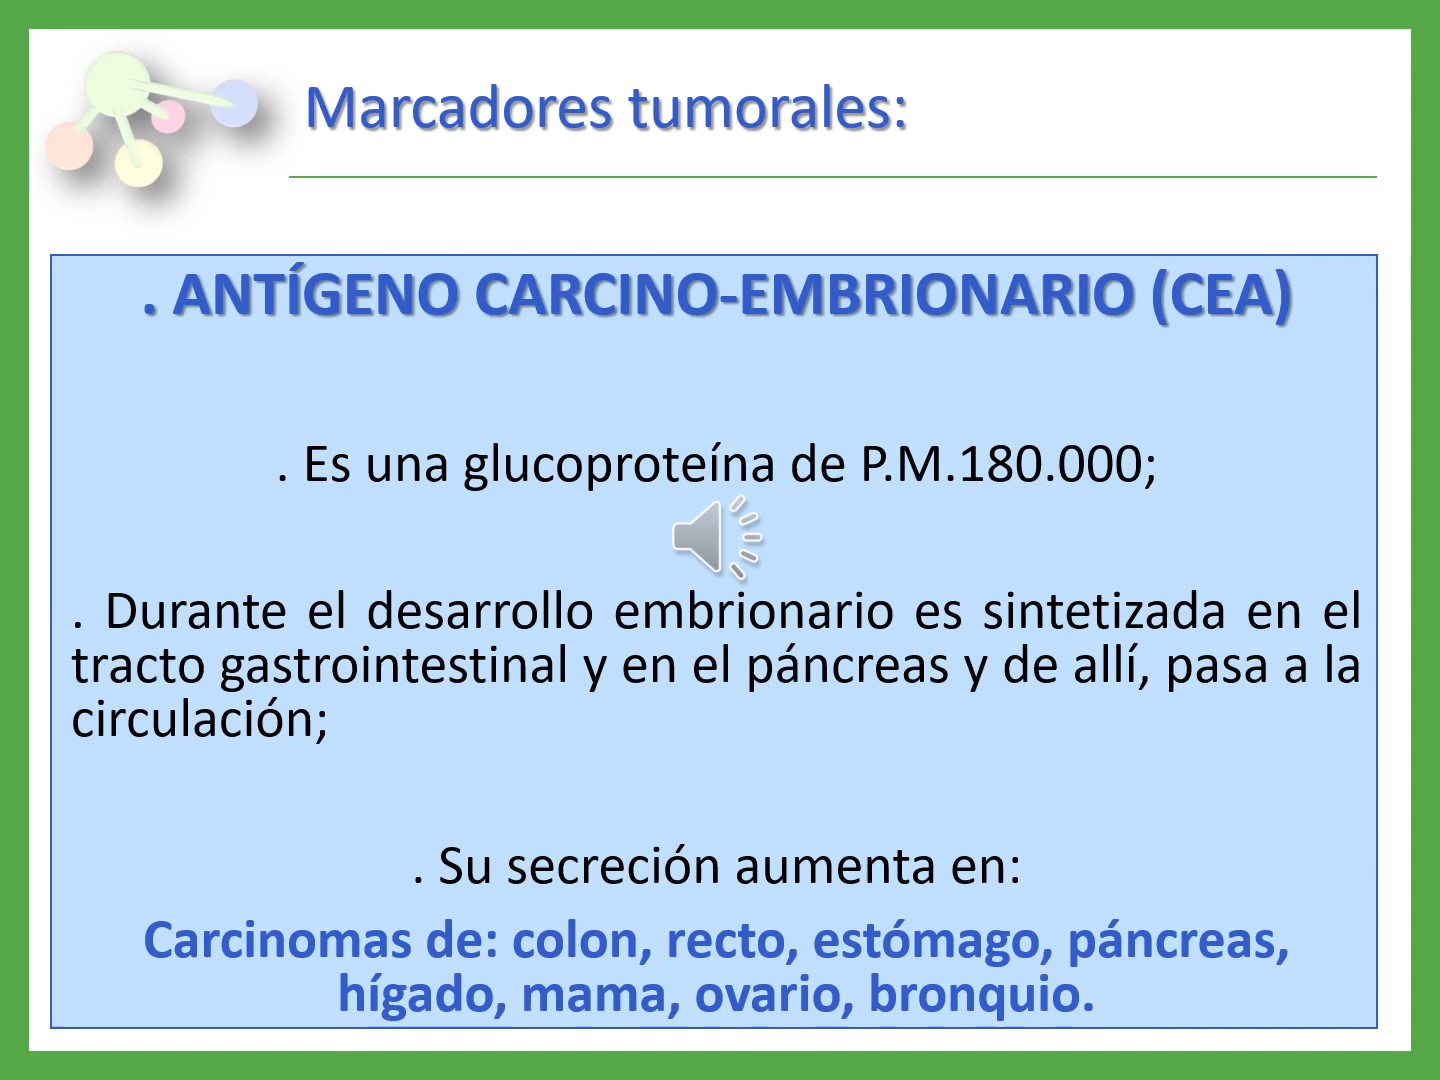 Marcadores tumorales:
. ANTÍGENO CARCINO-EMBRIONARIO (CEA)
. Es una glucoproteína de P.M.180.000;
. Durante el desarrollo embrionario es sintetizada en el
tracto gastrointestinal y en el páncreas y de allí, pasa a la
circulación;
. Su secreción aumenta en:
Carcinomas de: colon, recto, estómago, páncreas,
hígado, mama, ovario, bronquio.